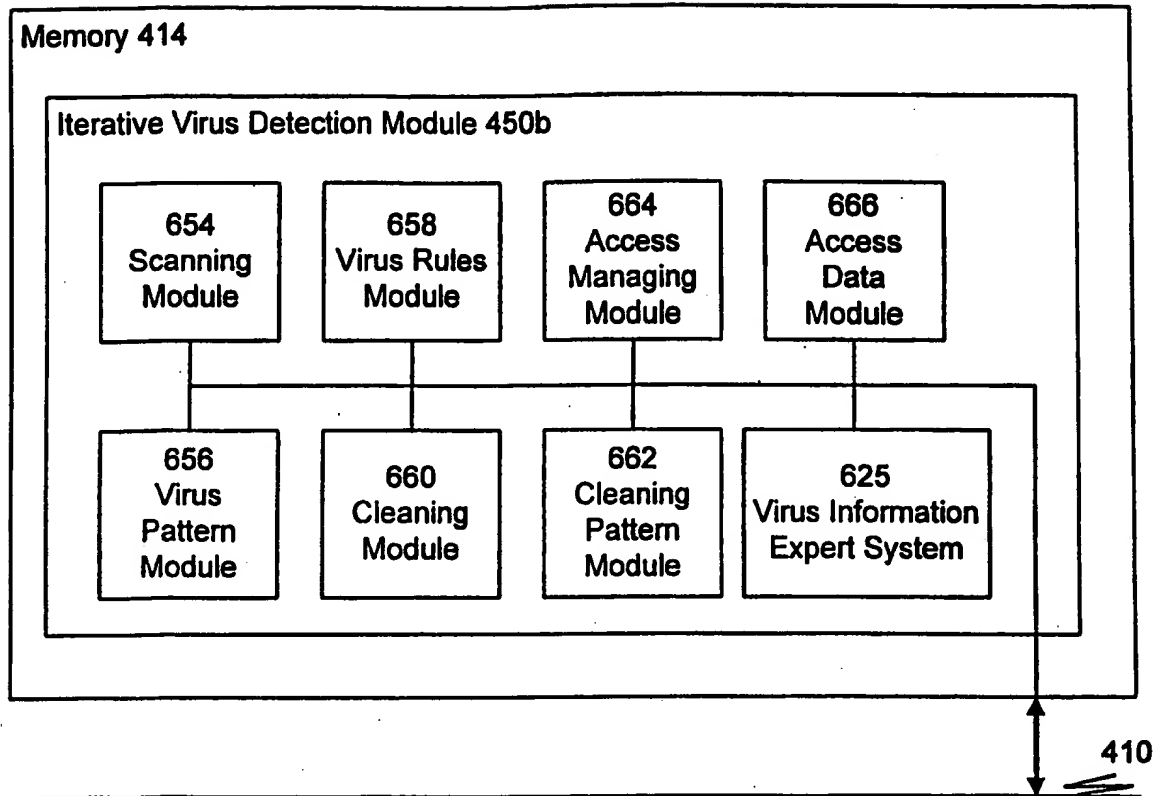 Memory 414
Iterative Virus Detection Module 450b
654
Scanning
Module
658
Virus Rules
Module
664
Access
Managing
Module
666
Access
Data
Module
656
Virus
Pattern
Module
660
Cleaning
Module
662
Cleaning
Pattern
Module
625
Virus Information
Expert System
410